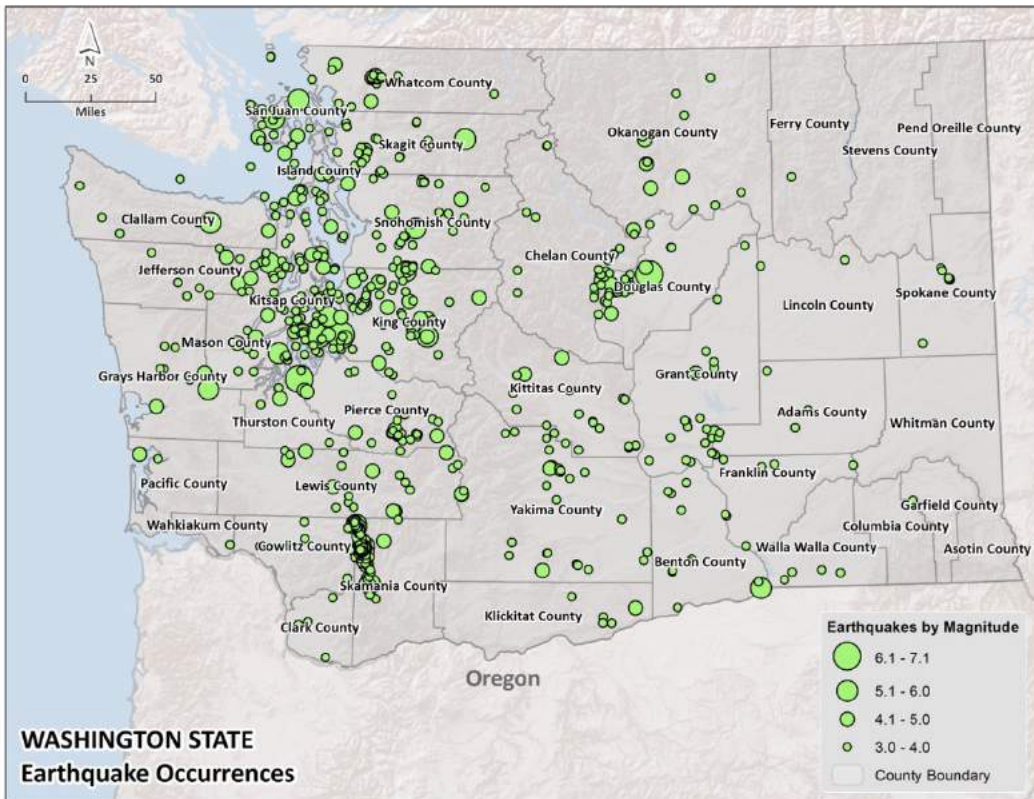 N
0 25 50
Miles
Whatcom County
San Juan County
Skagit County
Island County
Okanogan County
Ferry County
Pend Oreille County
Stevens County
Clallam County
Snohomish County
Chelan County
Jefferson County
Douglas County
Kitsap County
Lincoln County
Spokane County
King County
Mason County
Grays Harbor County
Kittitas County
Grant County
Pierce County
Thurston County
Adams County
Whitman County
Pacific County
Lewis County
Franklin County
Yakima County
Garfield County
Wahkiakum County
Columbia County
Cowlitz County
Walla Walla County
Asotin County
Benton County
Skamania County
Klickitat County
Clark County
Oregon
Earthquakes by Magnitude
6.1 - 7.1
5.1 - 6.0
4.1 - 5.0
3.0 - 4.0
County Boundary
WASHINGTON STATE
Earthquake Occurrences